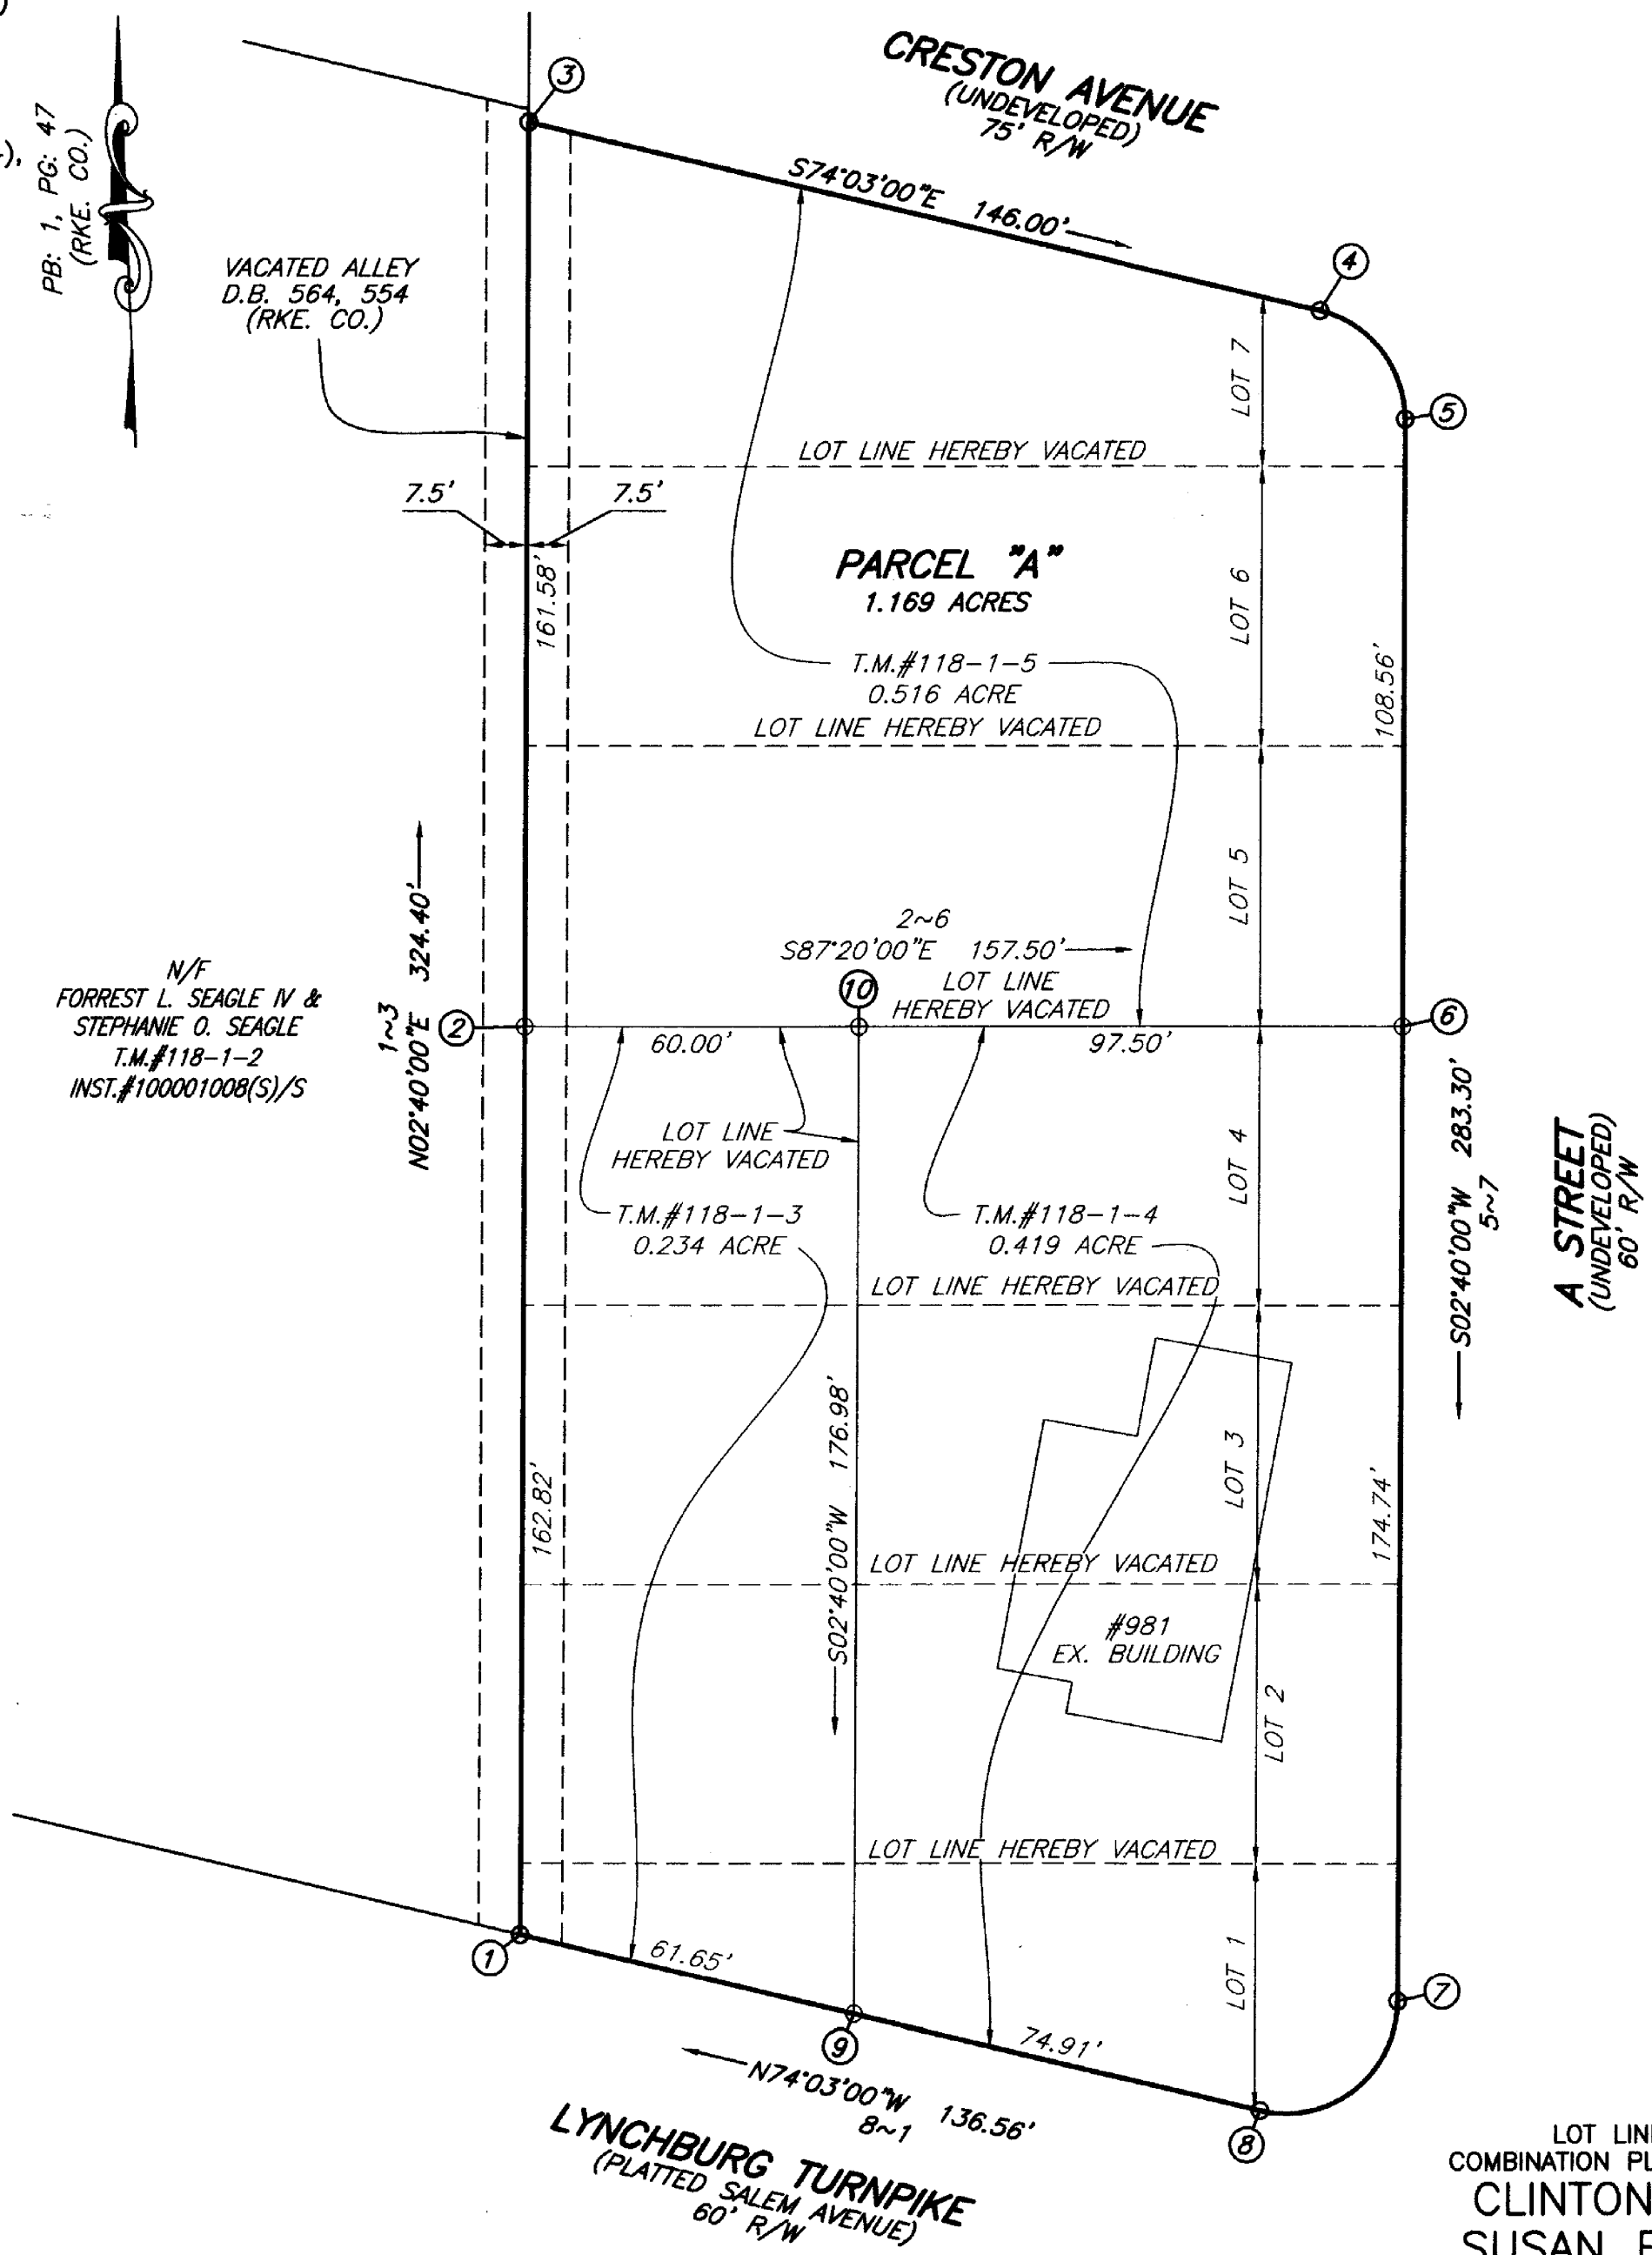 CRESTON AVENUE
(UNDEVELOPED)
75' R/W
3
PB: 1, PG: 47
(RKE. CO.)
S74°03'00"E 146.00'
4
VACATED ALLEY
D.B. 564, 554
(RKE. CO.)
LOT 7
5
LOT LINE HEREBY VACATED
7.5' 7.5'
PARCEL "A"
1.169 ACRES
161.58'
LOT 6
T.M.#118-1-5
0.516 ACRE
108.56'
LOT LINE HEREBY VACATED
LOT 5
1~3
N02°40'00"E 324.40'
2~6
S87°20'00"E 157.50'
LOT LINE
HEREBY VACATED
10
N/F
FORREST L. SEAGLE IV &
STEPHANIE O. SEAGLE
T.M.#118-1-2
INST.#100001008(S)/S
2
6
60.00' 97.50'
LOT LINE
HEREBY VACATED
LOT 4
S02°40'00"W 283.30'
5~7
A STREET
(UNDEVELOPED)
60' R/W
T.M.#118-1-3
0.234 ACRE
T.M.#118-1-4
0.419 ACRE
LOT LINE HEREBY VACATED
162.82'
S02°40'00"W 176.98'
LOT 3
174.74'
LOT LINE HEREBY VACATED
#981
EX. BUILDING
LOT 2
LOT LINE HEREBY VACATED
1
61.65'
LOT 1
7
9
74.91'
8
N74°03'00"W 136.56'
8~1
LYNCHBURG TURNPIKE
(PLATTED SALEM AVENUE)
60' R/W
LOT LIN
COMBINATION PL
CLINTON
SUSAN